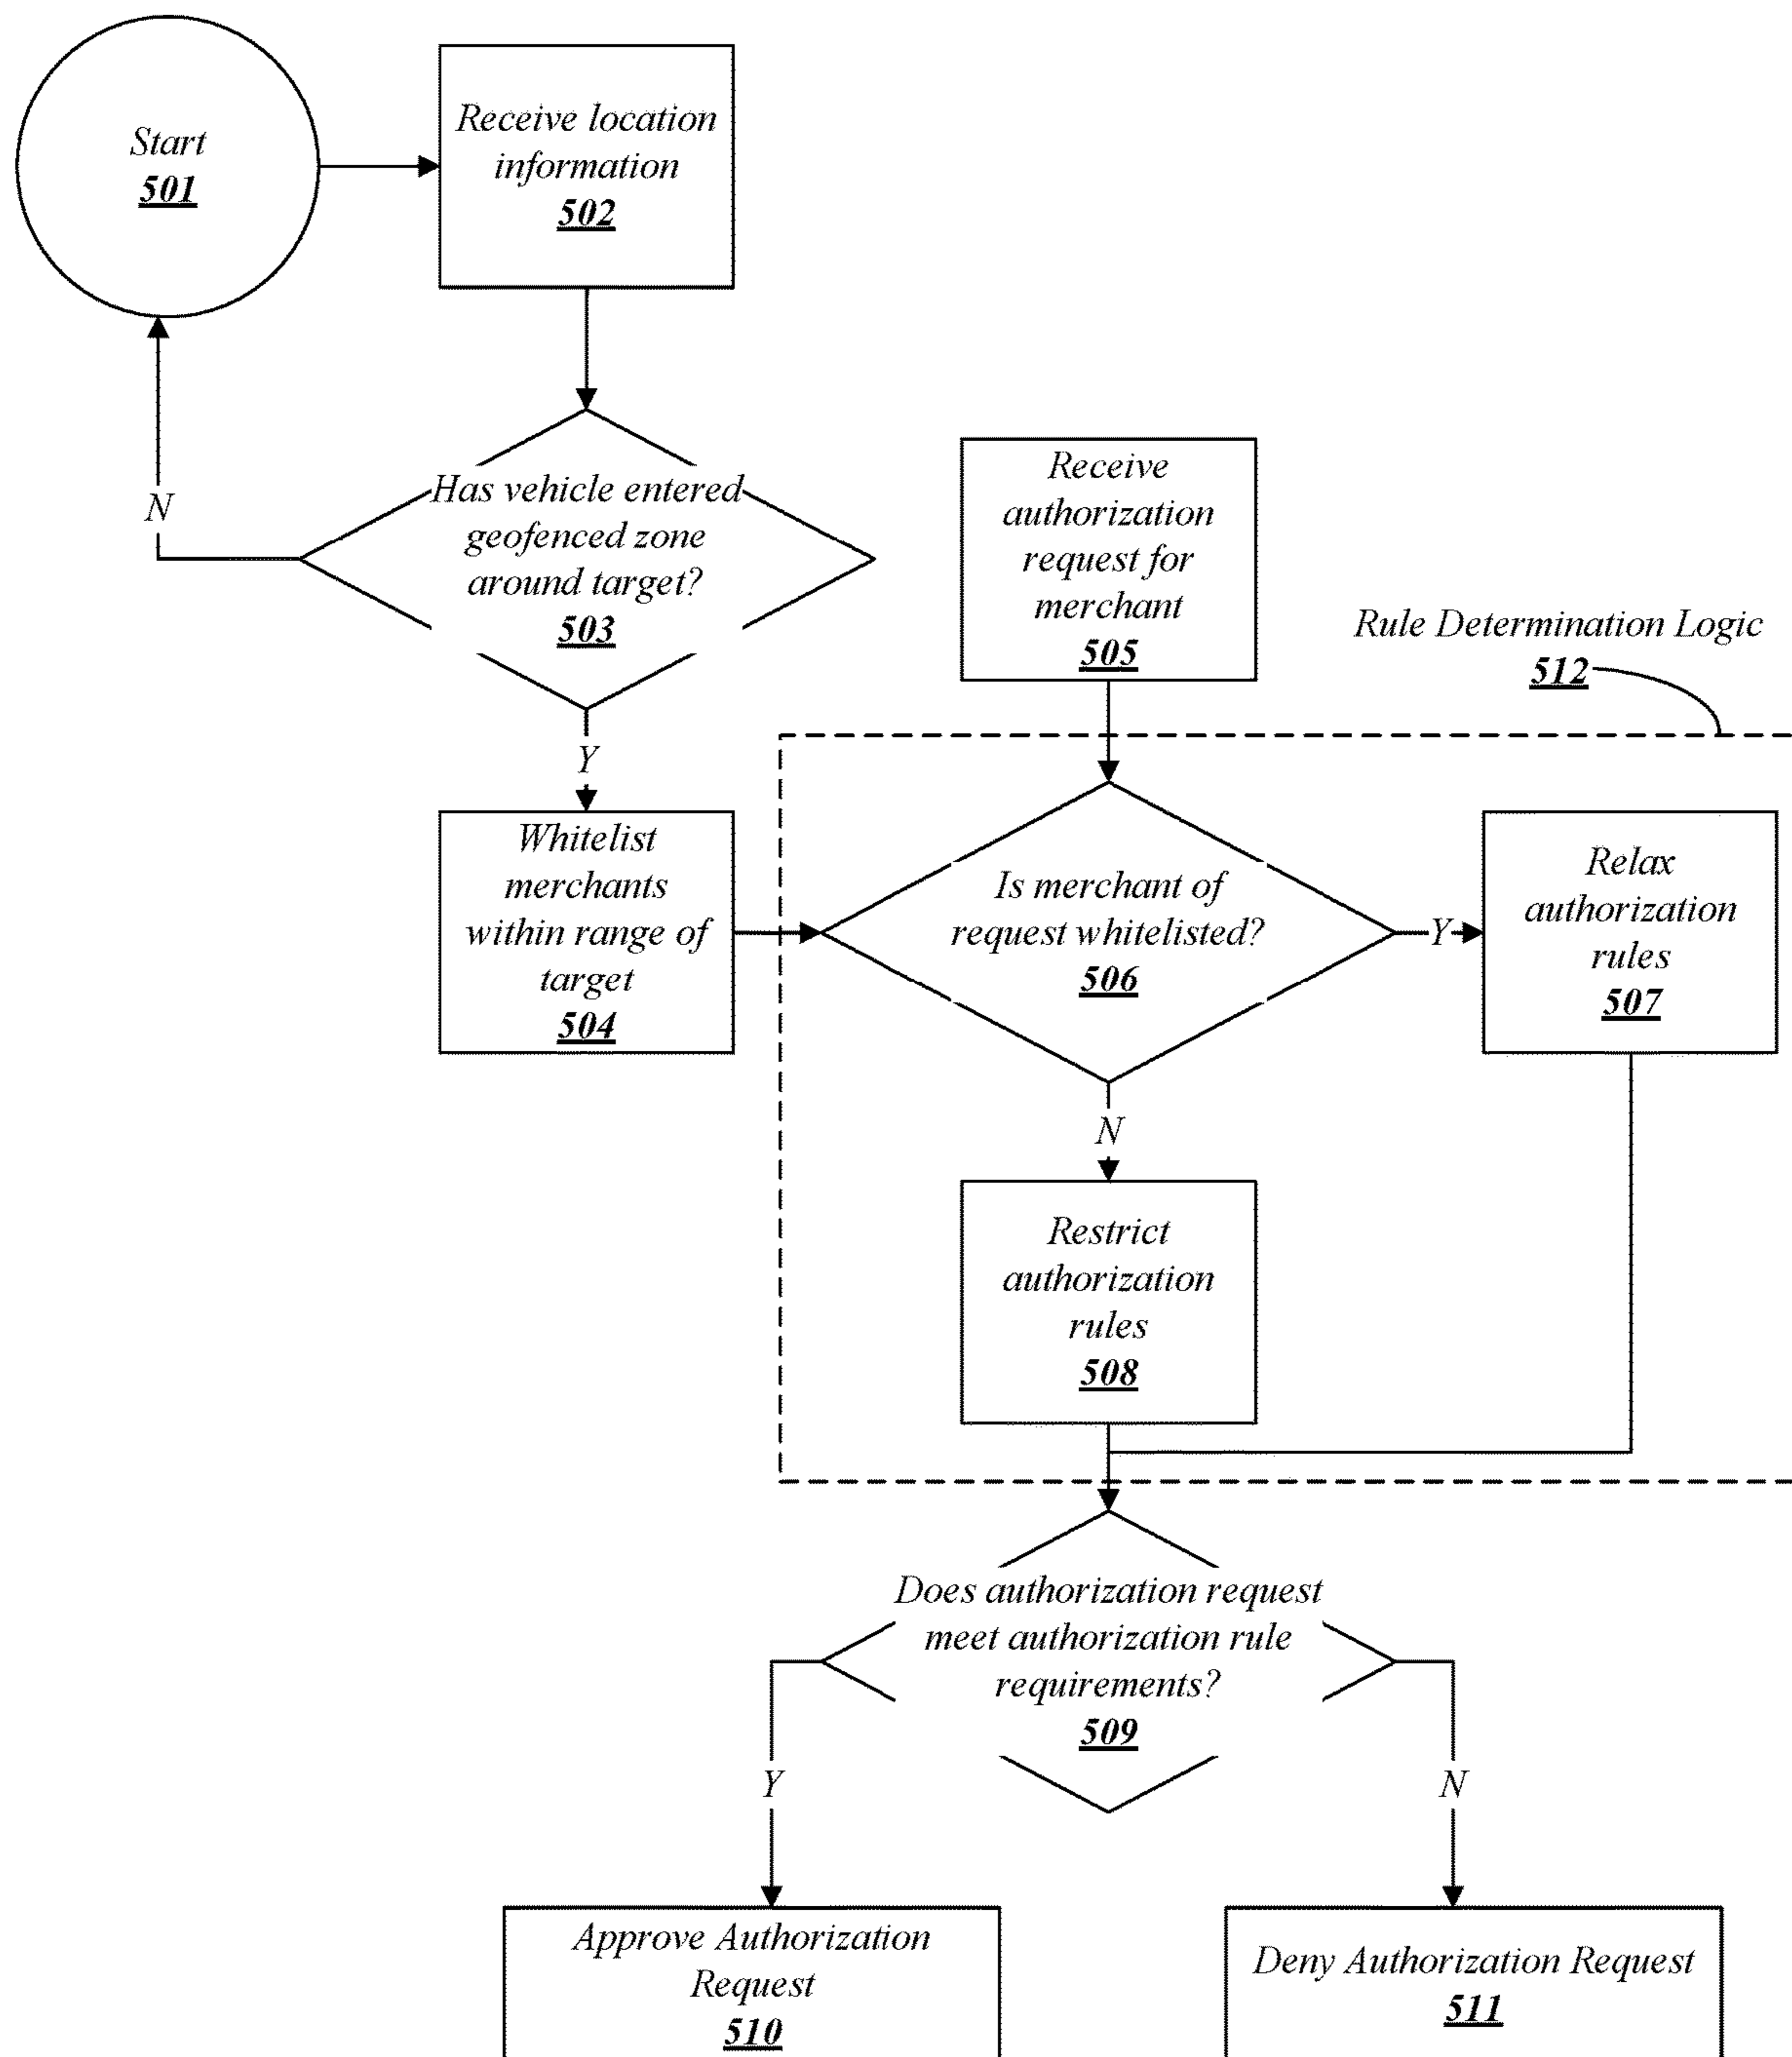 Start
501
Receive location
information
502
Has vehicle entered
geofenced zone
around target?
503
N
Y
Whitelist
merchants
within range of
target
504
Receive
authorization
request for
merchant
505
Rule Determination Logic
512
Is merchant of
request whitelisted?
506
Y
Relax
authorization
rules
507
N
Restrict
authorization
rules
508
Does authorization request
meet authorization rule
requirements?
509
Y
N
Approve Authorization
Request
510
Deny Authorization Request
511